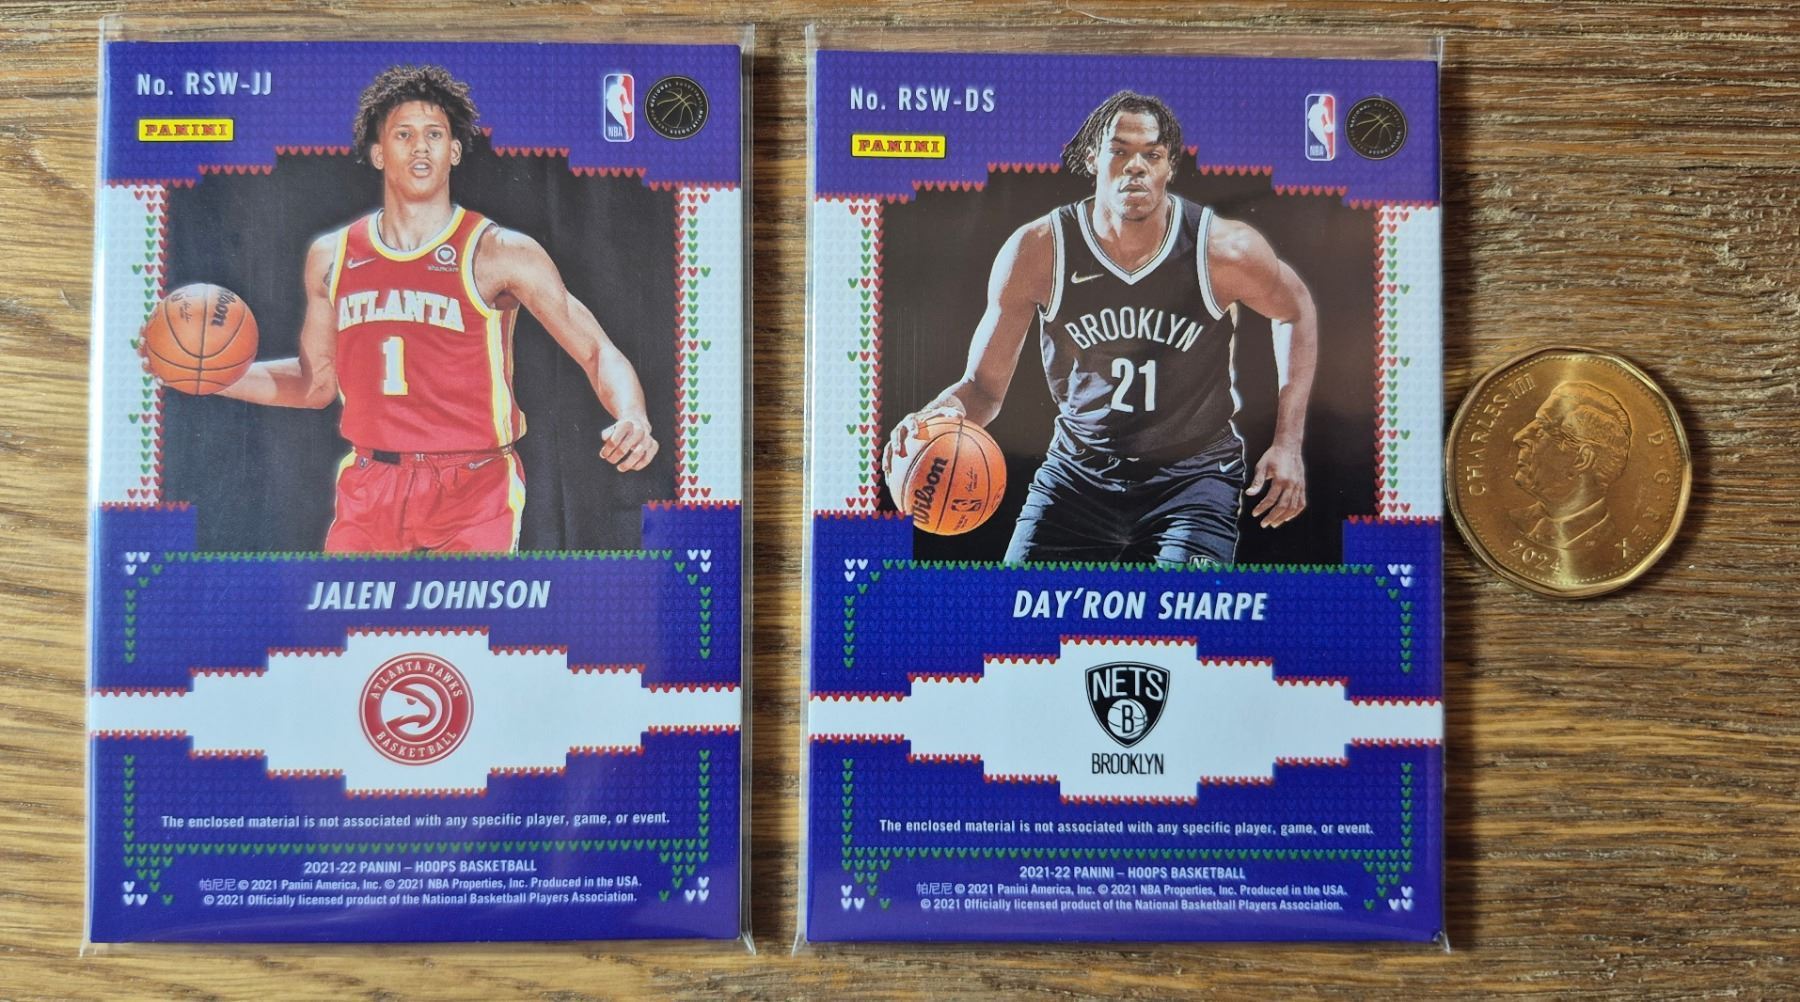 No. RSW-JJ
PANINI
NBA
Wilson
sharecare
ATLANTA
1
JALEN JOHNSON
ATLANTA HAWKS
BASKETBALL
The enclosed material is not associated with any specific player, game, or event.
2021-22 PANINI – HOOPS BASKETBALL
帕尼尼 © 2021 Panini America, Inc. © 2021 NBA Properties, Inc. Produced in the USA.
© 2021 Officially licensed product of the National Basketball Players Association.
No. RSW-DS
PANINI
NBA
BROOKLYN
21
Wilson
DAY'RON SHARPE
NETS
B
BROOKLYN
The enclosed material is not associated with any specific player, game, or event.
2021-22 PANINI – HOOPS BASKETBALL
帕尼尼 © 2021 Panini America, Inc. © 2021 NBA Properties, Inc. Produced in the USA.
© 2021 Officially licensed product of the National Basketball Players Association.
CHARLES III D·G·REX